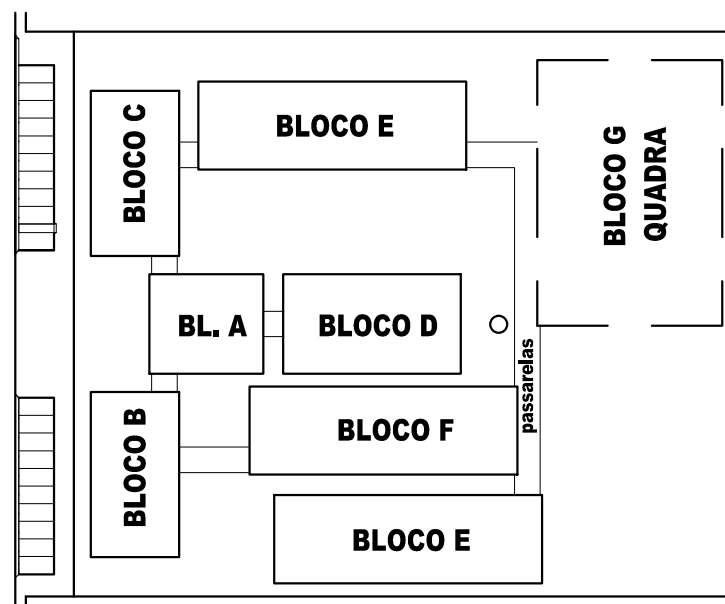 BLOCO C
BLOCO E
BLOCO G
QUADRA
BL. A
BLOCO D
passarelas
BLOCO B
BLOCO F
BLOCO E